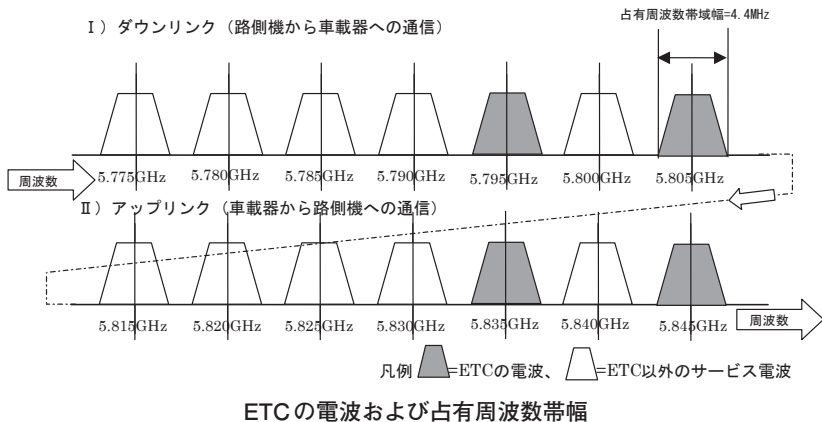 Ⅰ）ダウンリンク（路側機から車載器への通信）
占有周波数帯域幅=4.4MHz
周波数
5.775GHz 5.780GHz 5.785GHz 5.790GHz 5.795GHz 5.800GHz 5.805GHz
Ⅱ）アップリンク（車載器から路側機への通信）
5.815GHz 5.820GHz 5.825GHz 5.830GHz 5.835GHz 5.840GHz 5.845GHz
周波数
凡例 =ETCの電波、 =ETC以外のサービス電波
ETCの電波および占有周波数帯幅